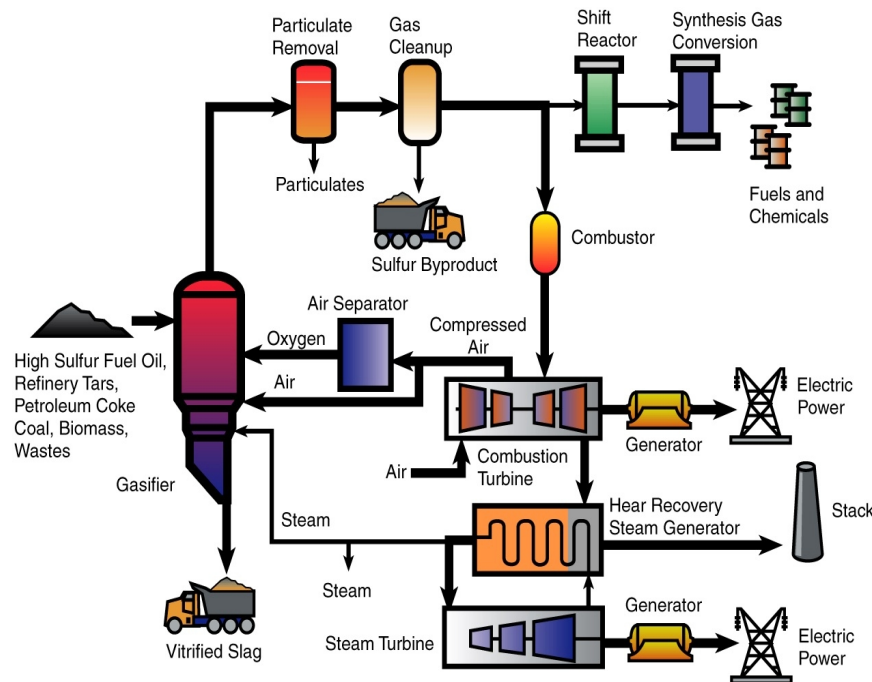 Particulate
Removal
Gas
Cleanup
Shift
Reactor
Synthesis Gas
Conversion
Particulates
Sulfur Byproduct
Fuels and
Chemicals
Combustor
Air Separator
Compressed
Air
Oxygen
Air
High Sulfur Fuel Oil,
Refinery Tars,
Petroleum Coke
Coal, Biomass,
Wastes
Gasifier
Electric
Power
Generator
Air
Combustion
Turbine
Hear Recovery
Steam Generator
Stack
Steam
Steam
Vitrified Slag
Steam Turbine
Generator
Electric
Power